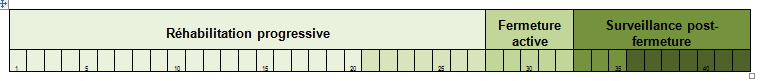 Réhabilitation progressive
Fermeture
active
Surveillance post-
fermeture
1 5 10 15 20 25 30 35 40